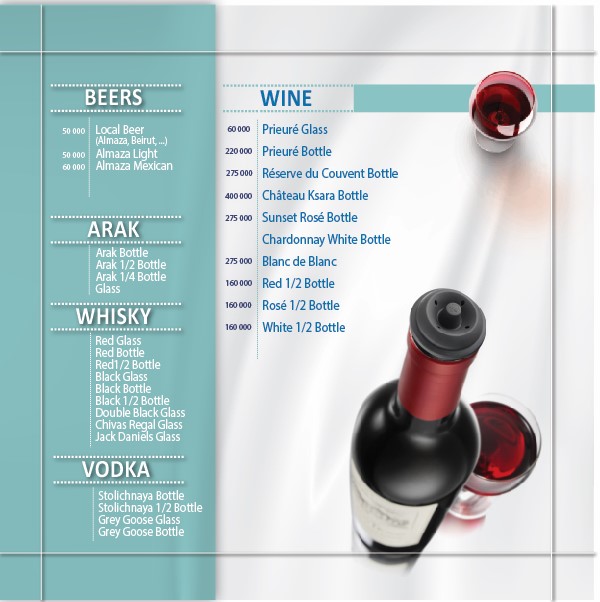 BEERS
50 000 Local Beer
(Almaza, Beirut, ...)
50 000 Almaza Light
60 000 Almaza Mexican
ARAK
Arak Bottle
Arak 1/2 Bottle
Arak 1/4 Bottle
Glass
WHISKY
Red Glass
Red Bottle
Red1/2 Bottle
Black Glass
Black Bottle
Black 1/2 Bottle
Double Black Glass
Chivas Regal Glass
Jack Daniels Glass
VODKA
Stolichnaya Bottle
Stolichnaya 1/2 Bottle
Grey Goose Glass
Grey Goose Bottle
WINE
60 000 Prieuré Glass
220 000 Prieuré Bottle
275 000 Réserve du Couvent Bottle
400 000 Château Ksara Bottle
275 000 Sunset Rosé Bottle
Chardonnay White Bottle
275 000 Blanc de Blanc
160 000 Red 1/2 Bottle
160 000 Rosé 1/2 Bottle
160 000 White 1/2 Bottle